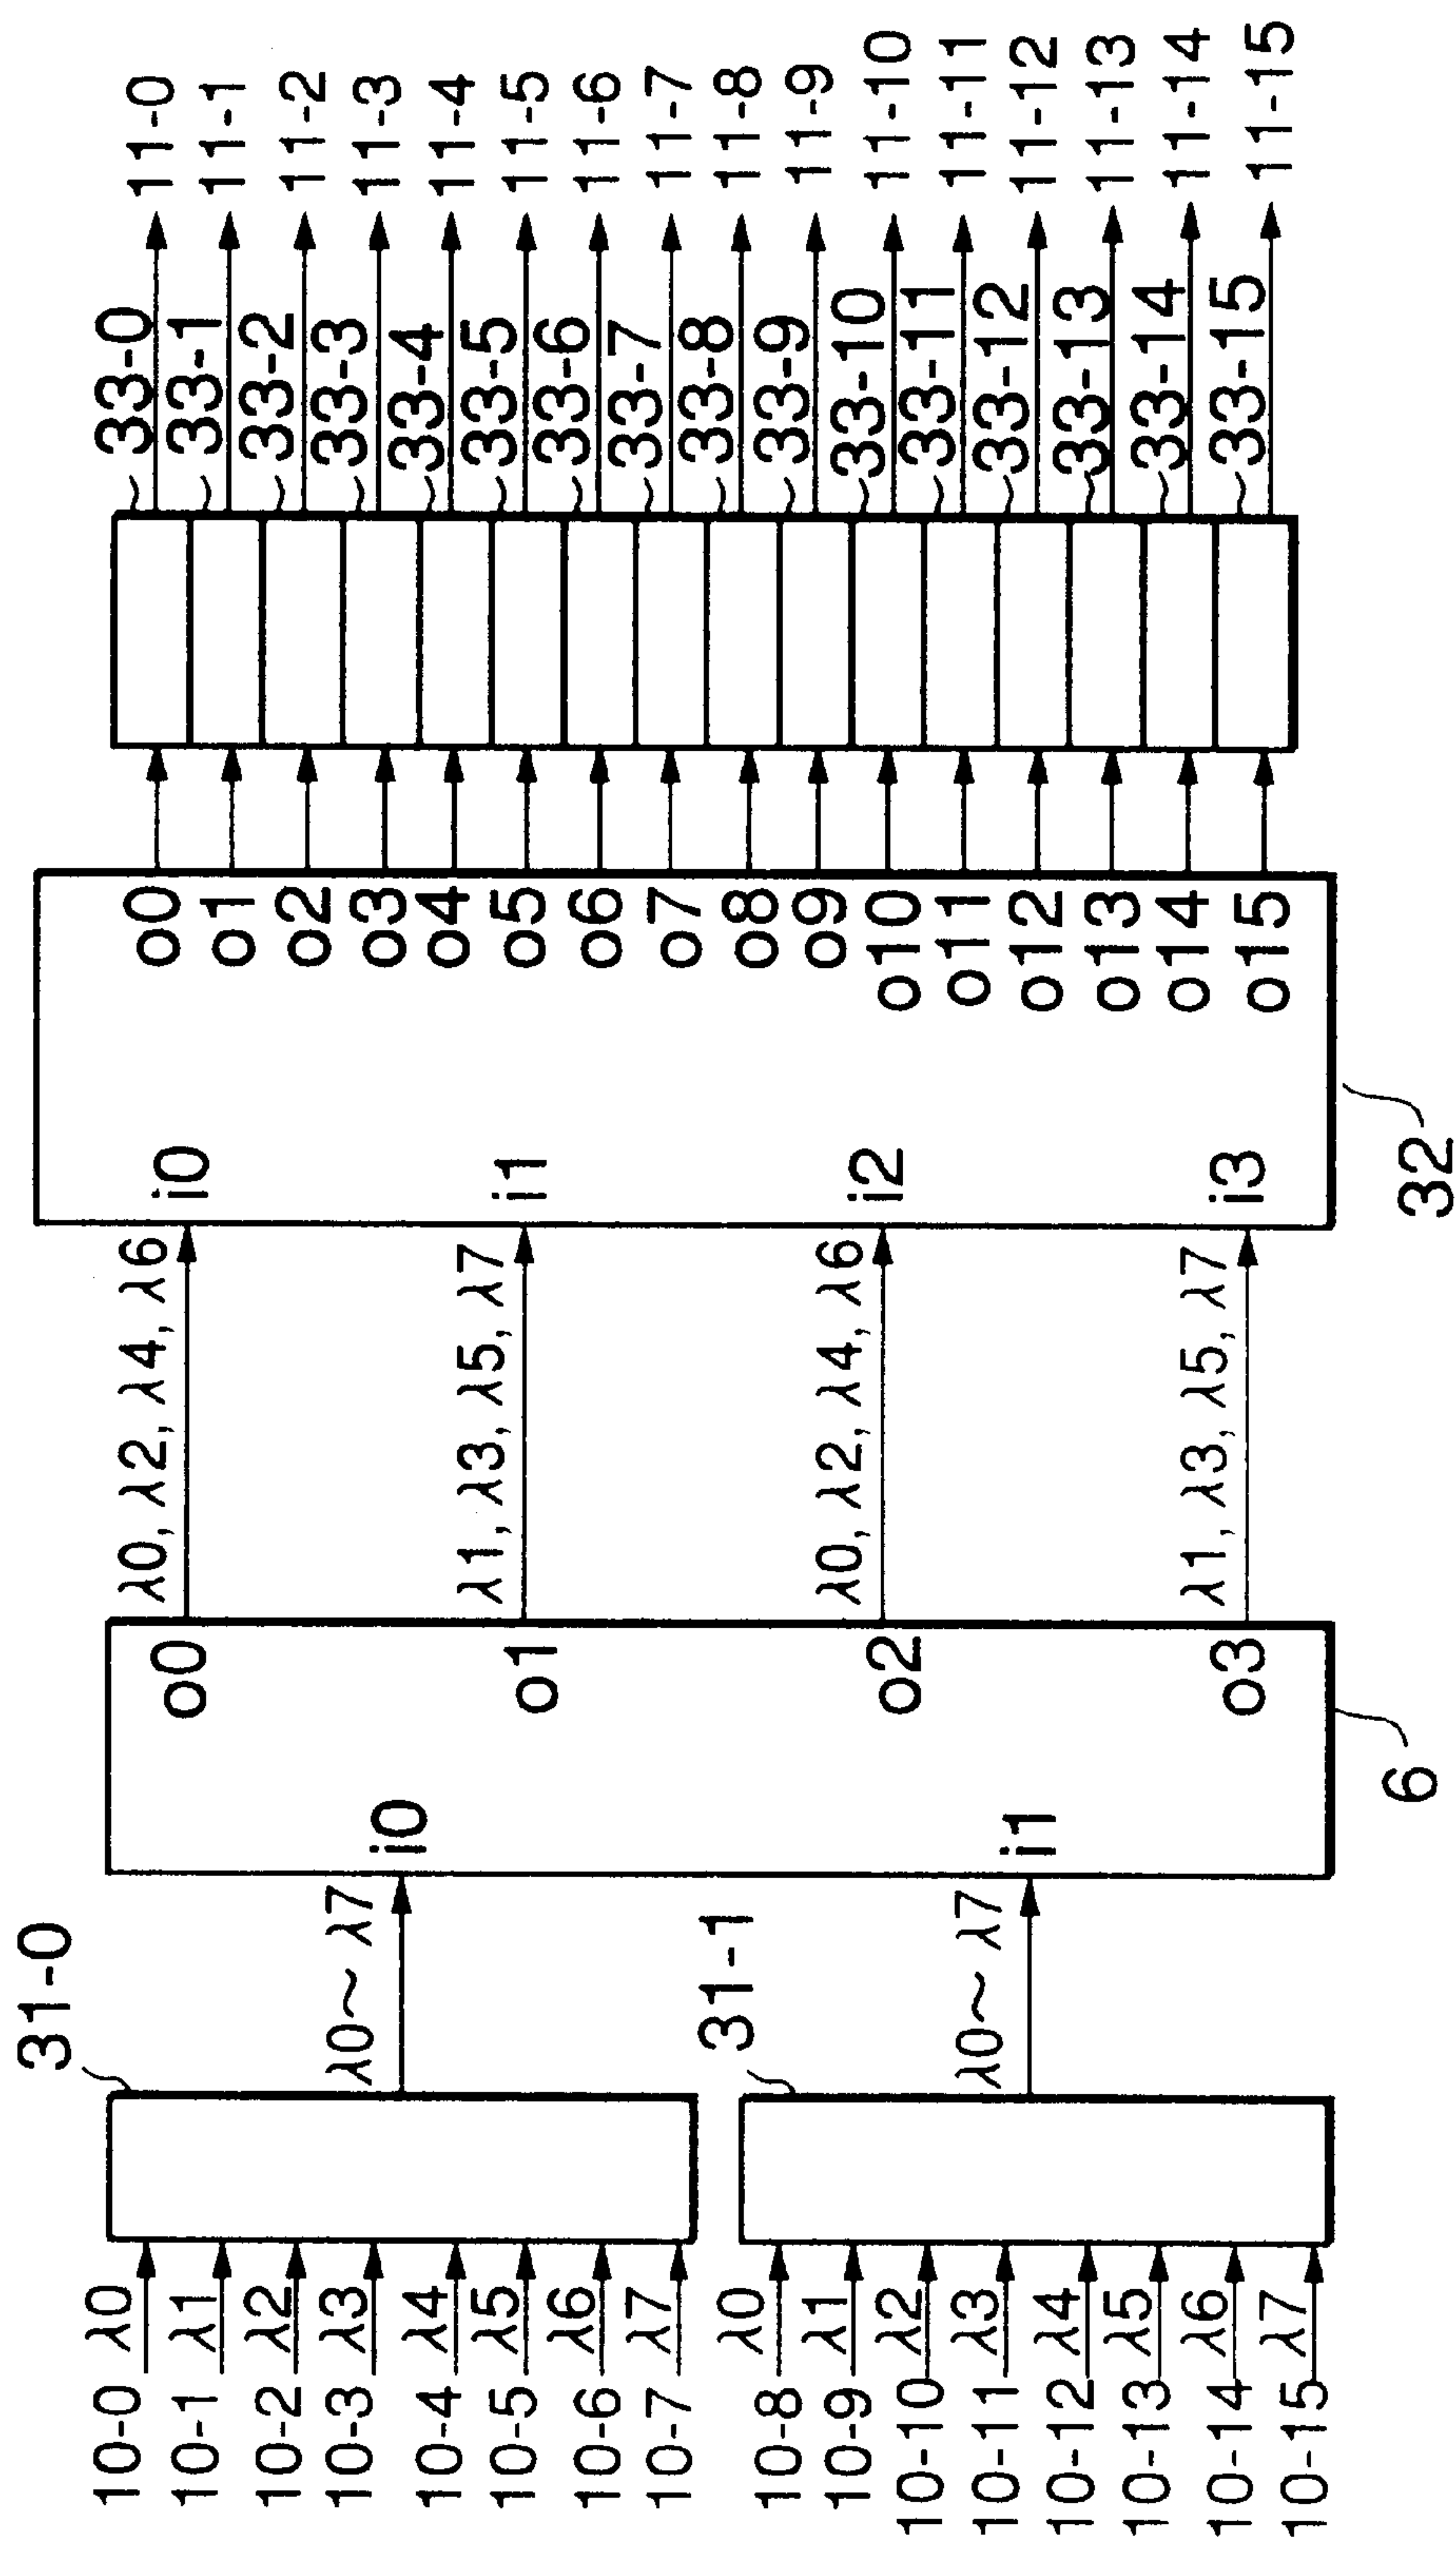 10-0 λ0
10-1 λ1
10-2 λ2
10-3 λ3
10-4 λ4
10-5 λ5
10-6 λ6
10-7 λ7
10-8 λ0
10-9 λ1
10-10 λ2
10-11 λ3
10-12 λ4
10-13 λ5
10-14 λ6
10-15 λ7
31-0
31-1
λ0~ λ7
λ0~ λ7
i0
i1
o0
o1
o2
o3
6
λ0, λ2, λ4, λ6
λ1, λ3, λ5, λ7
λ0, λ2, λ4, λ6
λ1, λ3, λ5, λ7
i0
i1
i2
i3
o0
o1
o2
o3
o4
o5
o6
o7
o8
o9
o10
o11
o12
o13
o14
o15
32
33-0
33-1
33-2
33-3
33-4
33-5
33-6
33-7
33-8
33-9
33-10
33-11
33-12
33-13
33-14
33-15
11-0
11-1
11-2
11-3
11-4
11-5
11-6
11-7
11-8
11-9
11-10
11-11
11-12
11-13
11-14
11-15